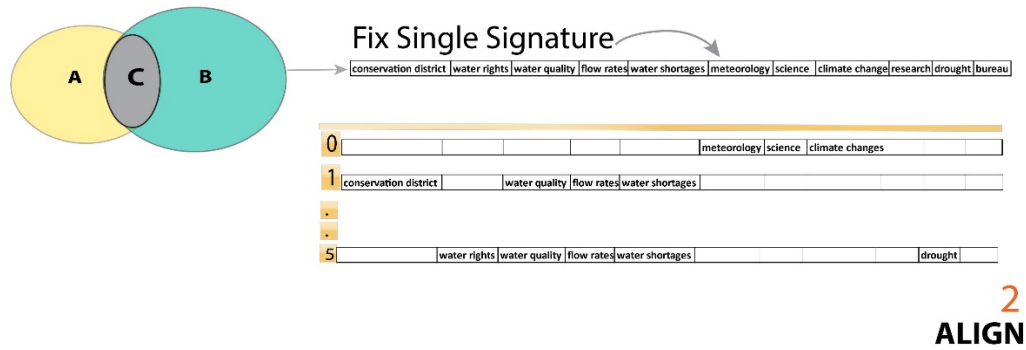 A C B
Fix Single Signature
conservation district water rights water quality flow rates water shortages meteorology science climate change research drought bureau
0 meteorology science climate changes
1 conservation district water quality flow rates water shortages
.
.
5 water rights water quality flow rates water shortages drought
2
ALIGN